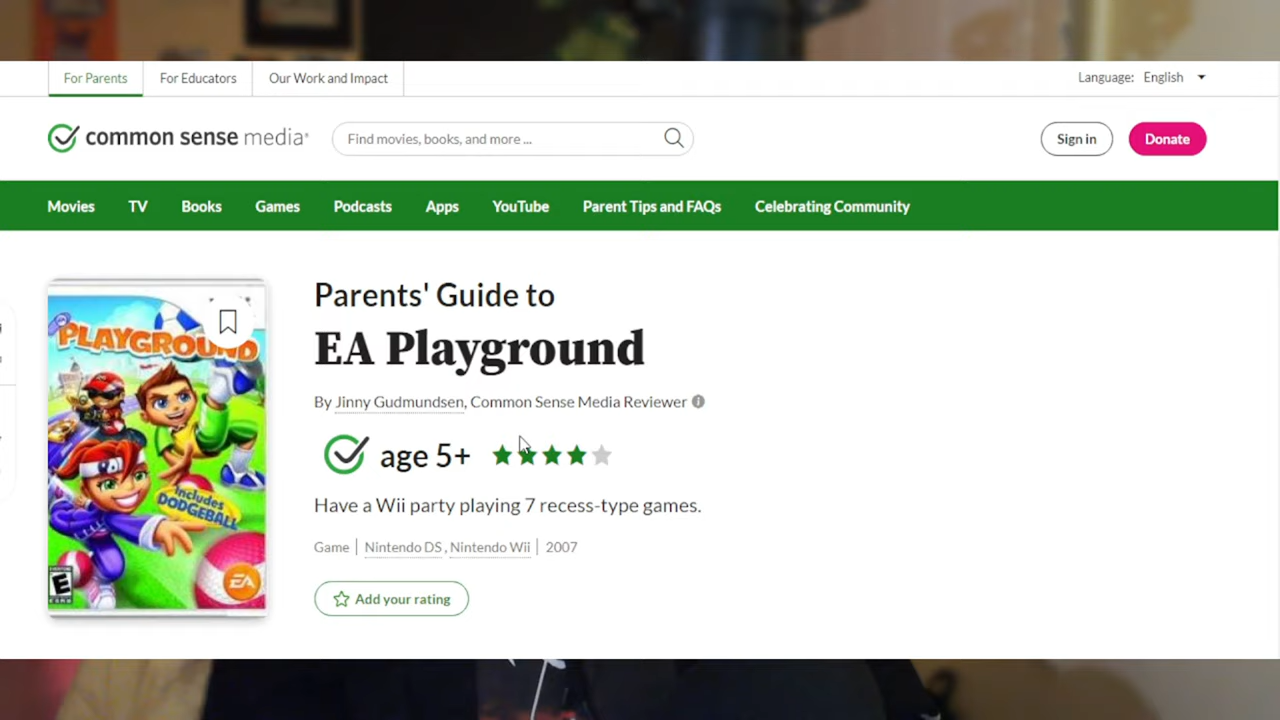 For Parents
For Educators
Our Work and Impact
Language: English
common sense media®
Find movies, books, and more ...
Sign in
Donate
Movies
TV
Books
Games
Podcasts
Apps
YouTube
Parent Tips and FAQs
Celebrating Community
PLAYGROUND
Includes
DODGEBALL
E
EA
Parents' Guide to
EA Playground
By Jinny Gudmundsen, Common Sense Media Reviewer
age 5+
Have a Wii party playing 7 recess-type games.
Game | Nintendo DS, Nintendo Wii | 2007
Add your rating